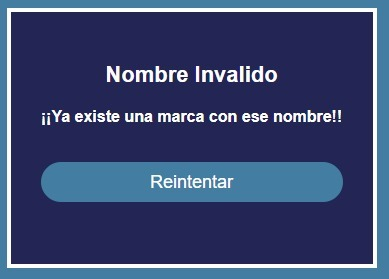 Nombre Invalido
¡¡Ya existe una marca con ese nombre!!
Reintentar